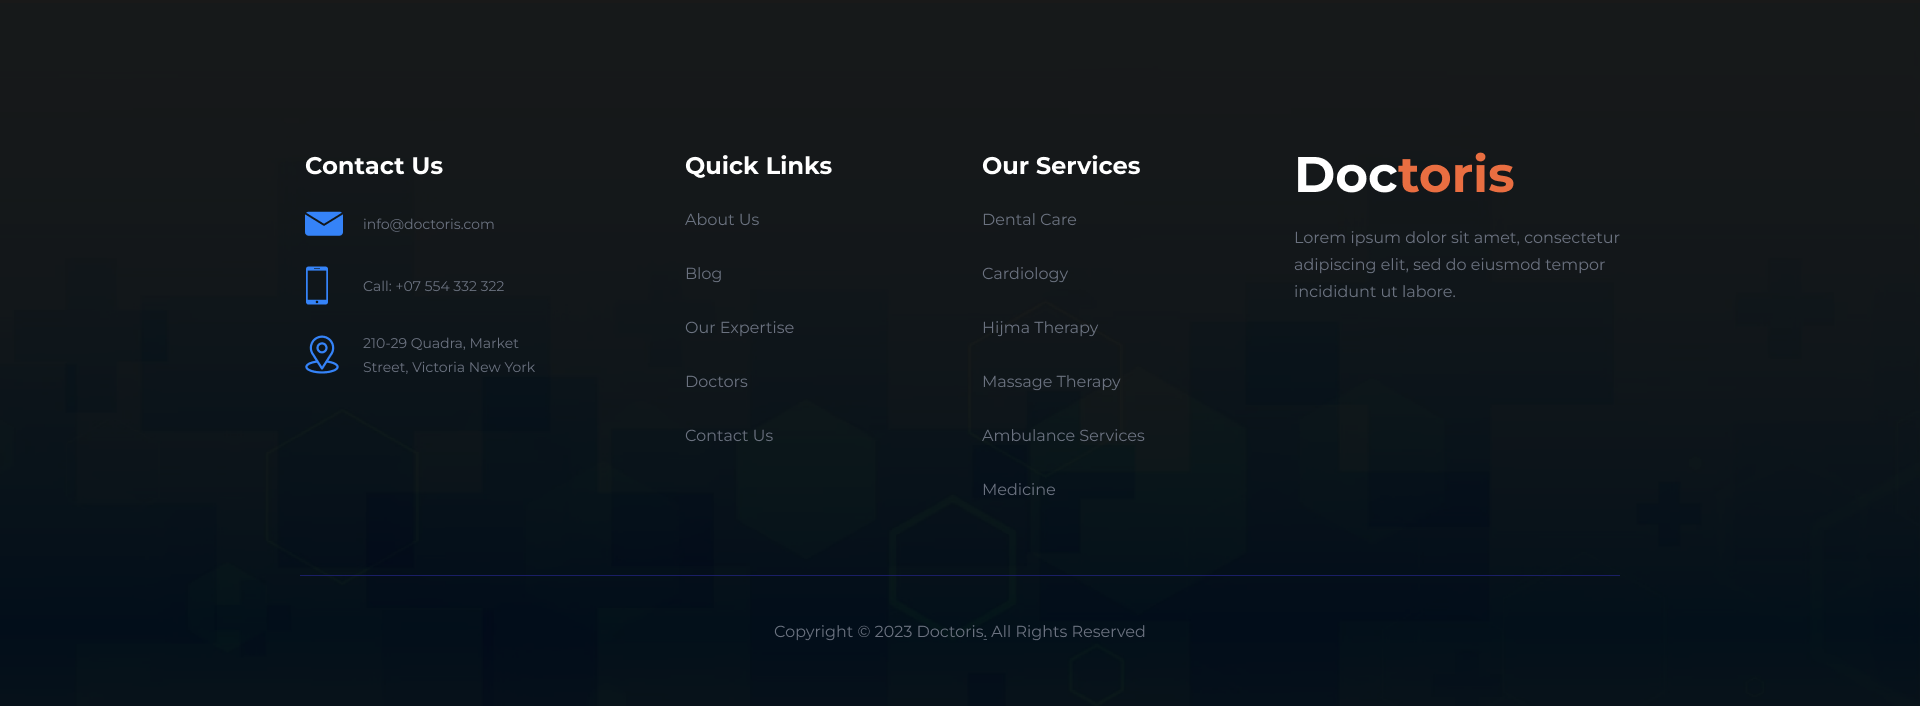 Contact Us
info@doctoris.com
Call: +07 554 332 322
210-29 Quadra, Market
Street, Victoria New York
Quick Links
About Us
Blog
Our Expertise
Doctors
Contact Us
Our Services
Dental Care
Cardiology
Hijma Therapy
Massage Therapy
Ambulance Services
Medicine
Doctoris
Lorem ipsum dolor sit amet, consectetur
adipiscing elit, sed do eiusmod tempor
incididunt ut labore.
Copyright © 2023 Doctoris. All Rights Reserved